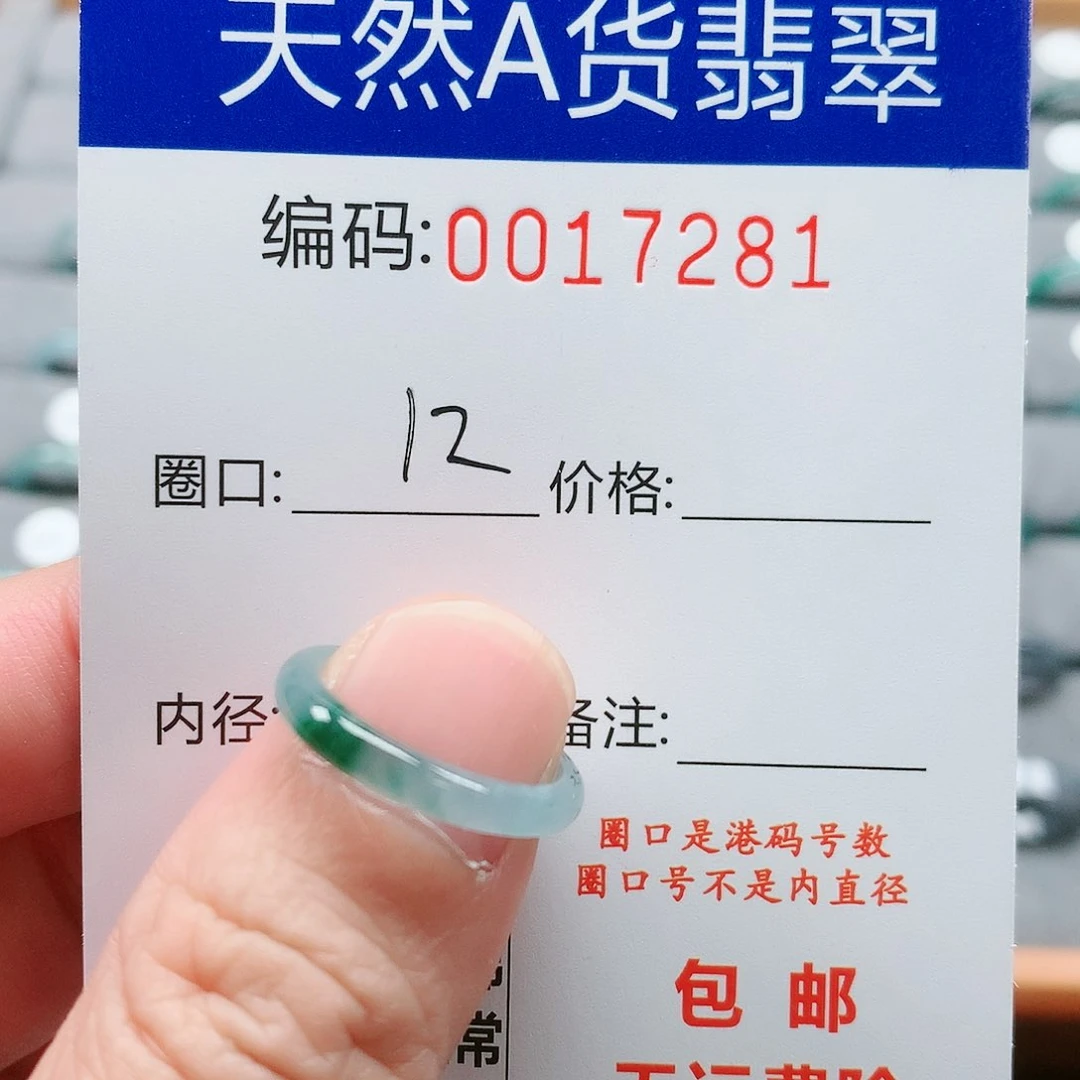 天然A货翡翠
编码:0017281
圈口: 12 价格:
内径: 备注:
圈口是港码号数
圈口号不是内直径
常
包邮